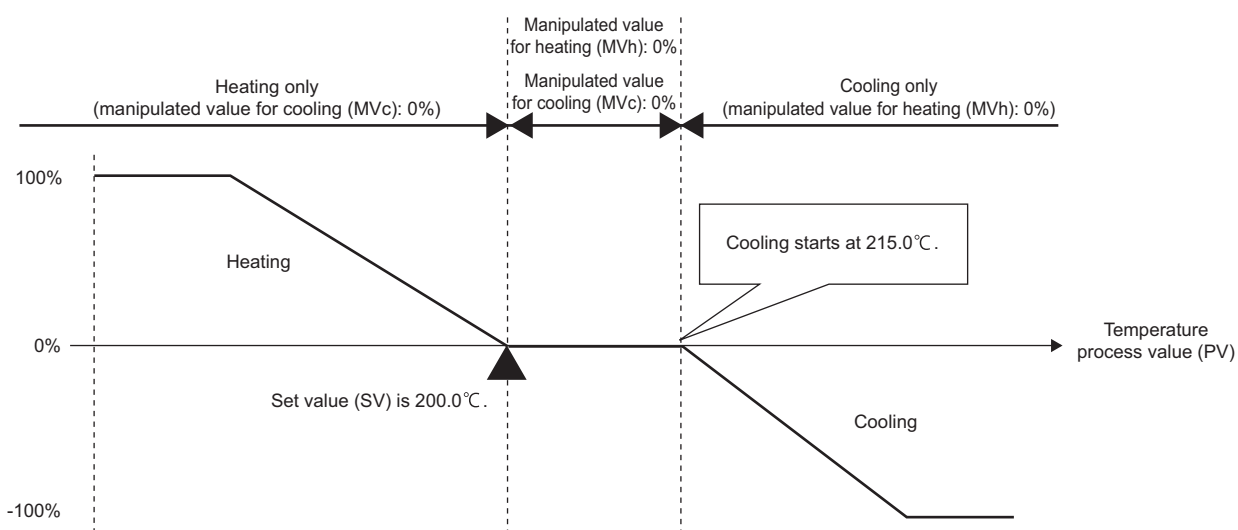 Manipulated value
for heating (MVh): 0%
Heating only
(manipulated value for cooling (MVc): 0%)
Manipulated value
for cooling (MVc): 0%
Cooling only
(manipulated value for heating (MVh): 0%)
100%
Heating
Cooling starts at 215.0℃.
0%
Temperature
process value (PV)
Set value (SV) is 200.0℃.
Cooling
-100%